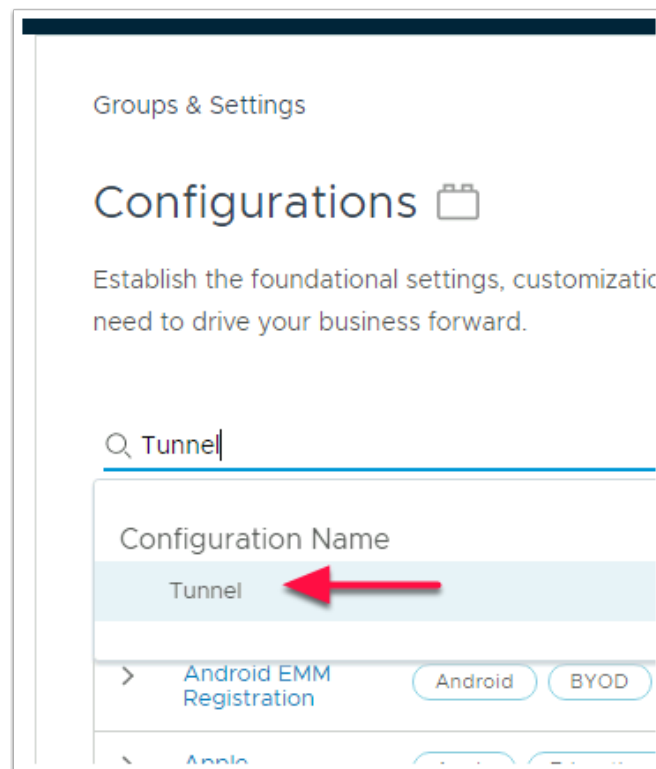 Groups & Settings
Configurations
Establish the foundational settings,
need to drive your business forward.
Tunnel
Configuration Name
Tunnel
Android EMM
Registration
Android
BYOD
Apple